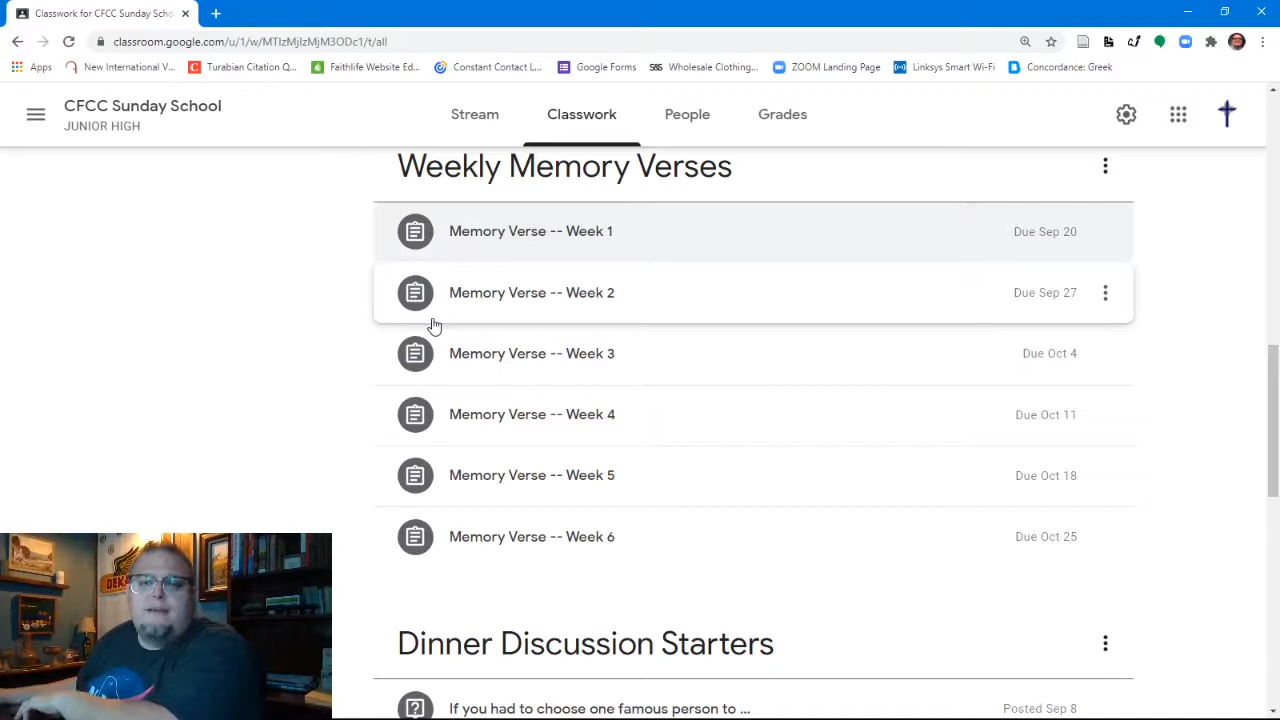 Classwork for CFCC Sunday Scho
classroom.google.com/u/1/w/MTIzMjIzMjM3ODc1/t/all
Apps New International V... Turabian Citation Q... Faithlife Website Ed... Constant Contact L... Google Forms S&S Wholesale Clothing,... ZOOM Landing Page Linksys Smart Wi-Fi Concordance: Greek
CFCC Sunday School
JUNIOR HIGH
Stream Classwork People Grades
Weekly Memory Verses
Memory Verse -- Week 1 Due Sep 20
Memory Verse -- Week 2 Due Sep 27
Memory Verse -- Week 3 Due Oct 4
Memory Verse -- Week 4 Due Oct 11
Memory Verse -- Week 5 Due Oct 18
Memory Verse -- Week 6 Due Oct 25
Dinner Discussion Starters
If you had to choose one famous person to ... Posted Sep 8